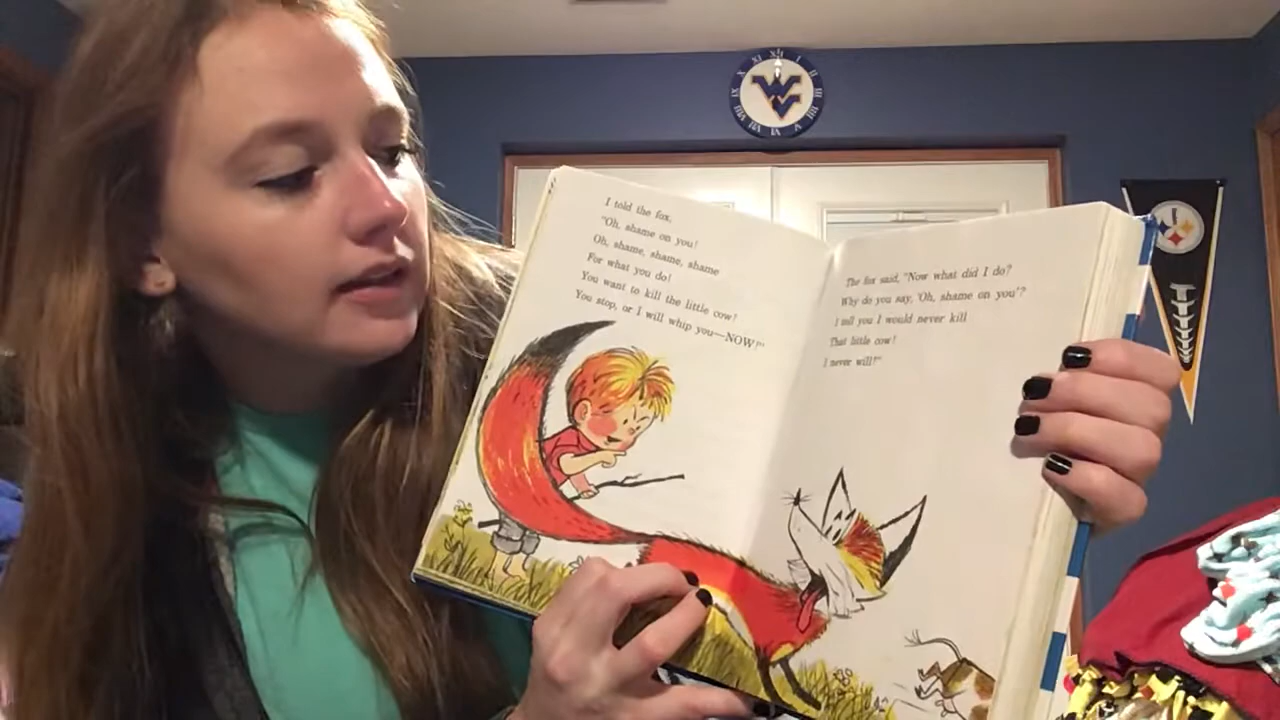 I told the fox,
"Oh, shame on you!
Oh, shame, shame, shame
For what you do!
You want to kill the little cow!
You stop, or I will whip you—NOW!"
The fox said, "Now what did I do?
Why do you say, 'Oh, shame on you'?
I tell you I would never kill
That little cow!
I never will!"